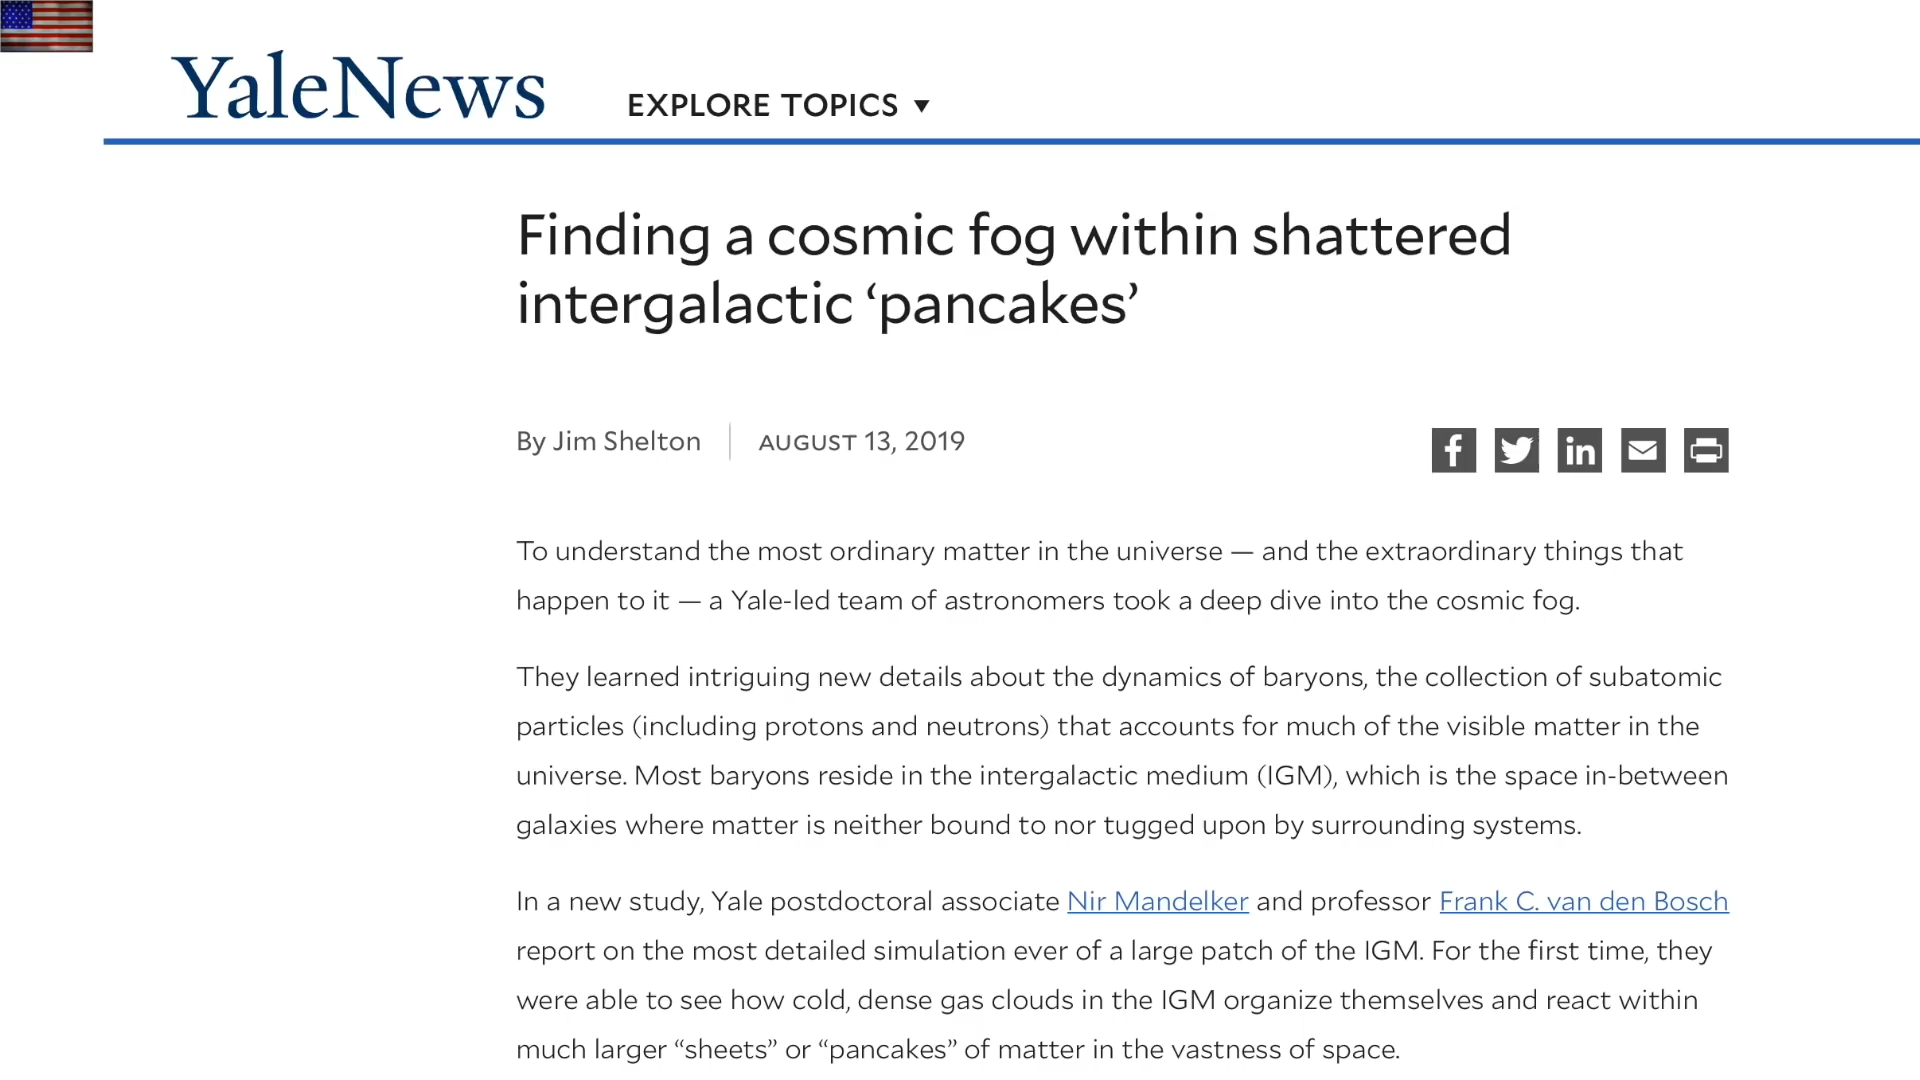 YaleNews
EXPLORE TOPICS ▼
Finding a cosmic fog within shattered
intergalactic ‘pancakes’
By Jim Shelton
AUGUST 13, 2019
To understand the most ordinary matter in the universe — and the extraordinary things that
happen to it — a Yale-led team of astronomers took a deep dive into the cosmic fog.
They learned intriguing new details about the dynamics of baryons, the collection of subatomic
particles (including protons and neutrons) that accounts for much of the visible matter in the
universe. Most baryons reside in the intergalactic medium (IGM), which is the space in-between
galaxies where matter is neither bound to nor tugged upon by surrounding systems.
In a new study, Yale postdoctoral associate Nir Mandelker and professor Frank C. van den Bosch
report on the most detailed simulation ever of a large patch of the IGM. For the first time, they
were able to see how cold, dense gas clouds in the IGM organize themselves and react within
much larger “sheets” or “pancakes” of matter in the vastness of space.